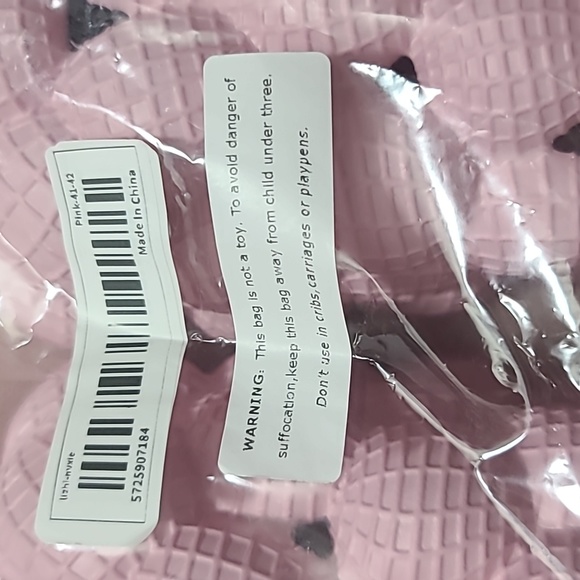 Pink-41-42
Made In China
5725907184
WARNING: This bag is not a toy. To avoid danger of
suffocation,keep this bag away from child under three.
Don't use in cribs,carriages or playpens.